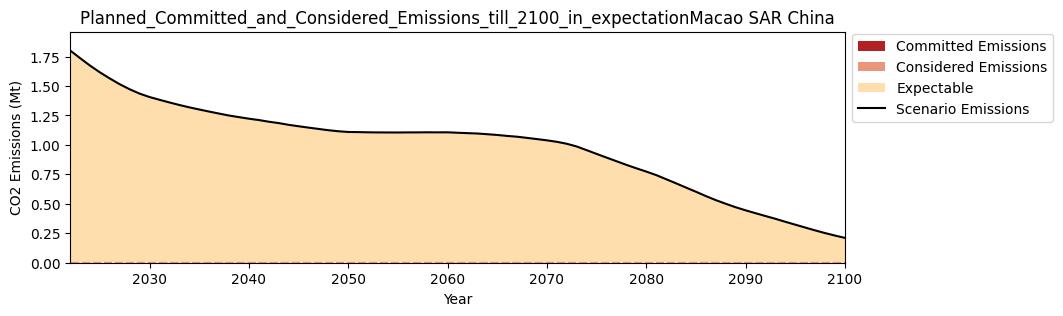 Planned_Committed_and_Considered_Emissions_till_2100_in_expectationMacao SAR China
CO2 Emissions (Mt)
1.75
1.50
1.25
1.00
0.75
0.50
0.25
0.00
2030 2040 2050 2060 2070 2080 2090 2100
Year
Committed Emissions
Considered Emissions
Expectable
Scenario Emissions